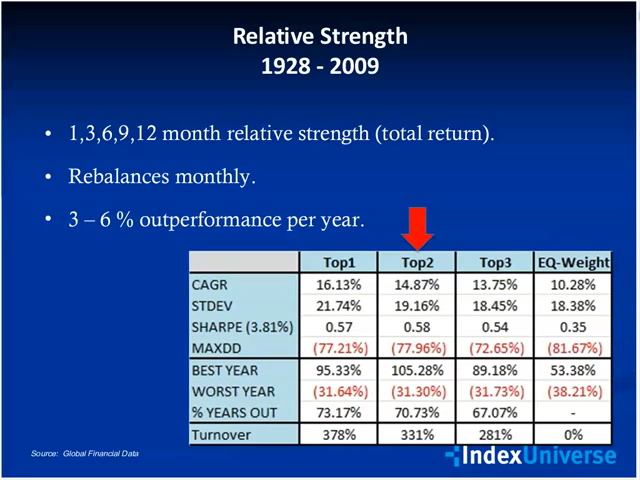 Relative Strength
1928 - 2009
• 1,3,6,9,12 month relative strength (total return).
• Rebalances monthly.
• 3 – 6 % outperformance per year.
Top1 Top2 Top3 EQ-Weight
CAGR 16.13% 14.87% 13.75% 10.28%
STDEV 21.74% 19.16% 18.45% 18.38%
SHARPE (3.81%) 0.57 0.58 0.54 0.35
MAXDD (77.21%) (77.96%) (72.65%) (81.67%)
BEST YEAR 95.33% 105.28% 89.18% 53.38%
WORST YEAR (31.64%) (31.30%) (31.73%) (38.21%)
% YEARS OUT 73.17% 70.73% 67.07% -
Turnover 378% 331% 281% 0%
Source: Global Financial Data
IndexUniverse